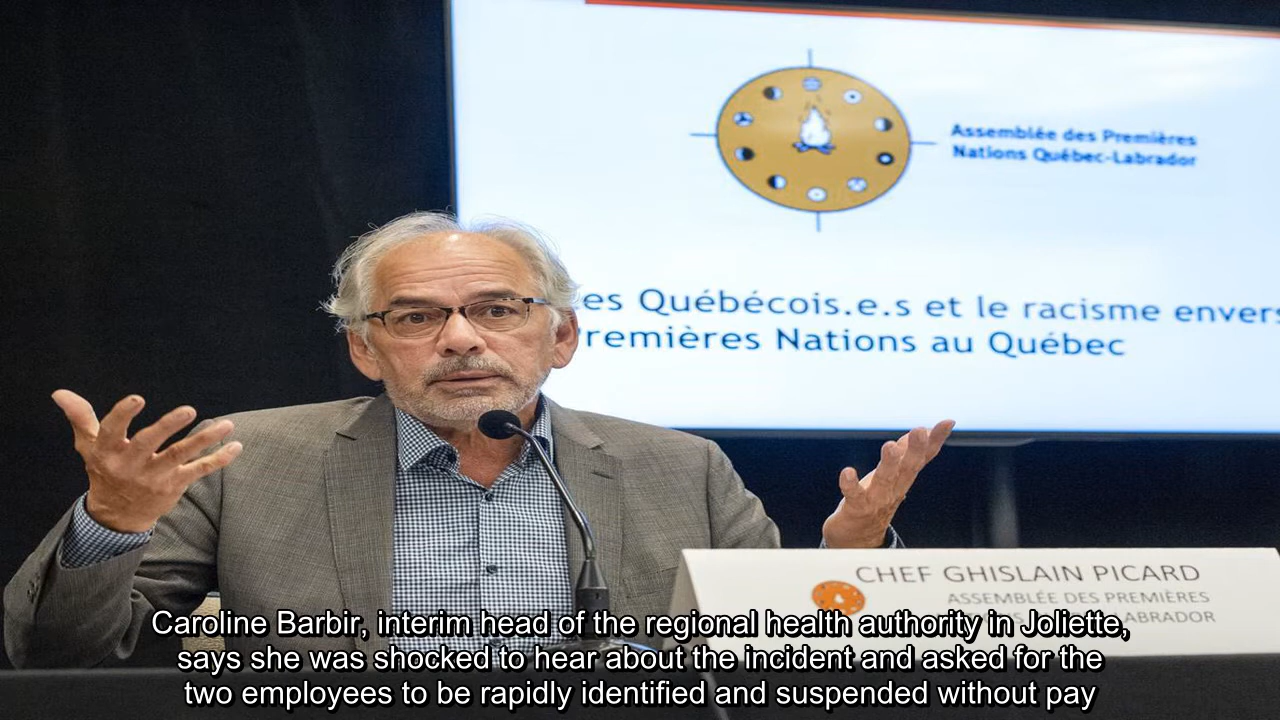 Assemblée des Premières
Nations Québec-Labrador
es Québécois.e.s et le racisme envers
remières Nations au Québec
CHEF GHISLAIN PICARD
ASSEMBLÉE DES PREMIÈRES
LABRADOR
Caroline Barbir, interim head of the regional health authority in Joliette,
says she was shocked to hear about the incident and asked for the
two employees to be rapidly identified and suspended without pay